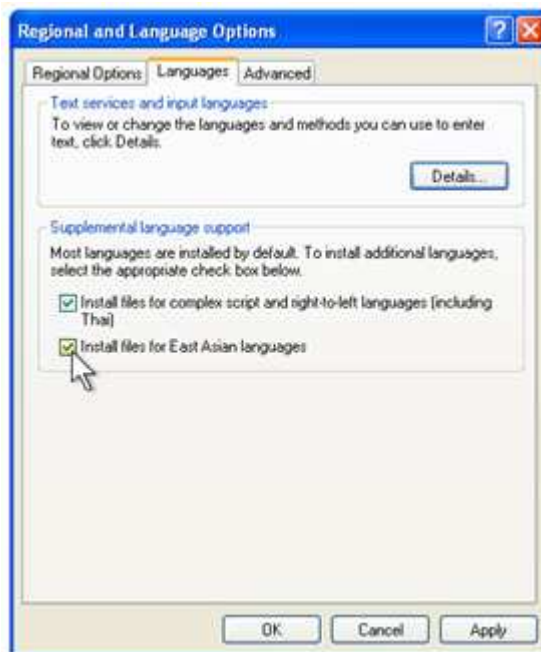 Regional and Language Options
Regional Options Languages Advanced
Text services and input languages
To view or change the languages and methods you can use to enter
text, click Details.
Details...
Supplemental language support
Most languages are installed by default. To install additional languages,
select the appropriate check box below.
Install files for complex script and right-to-left languages (including
Thai)
Install files for East Asian languages
OK Cancel Apply